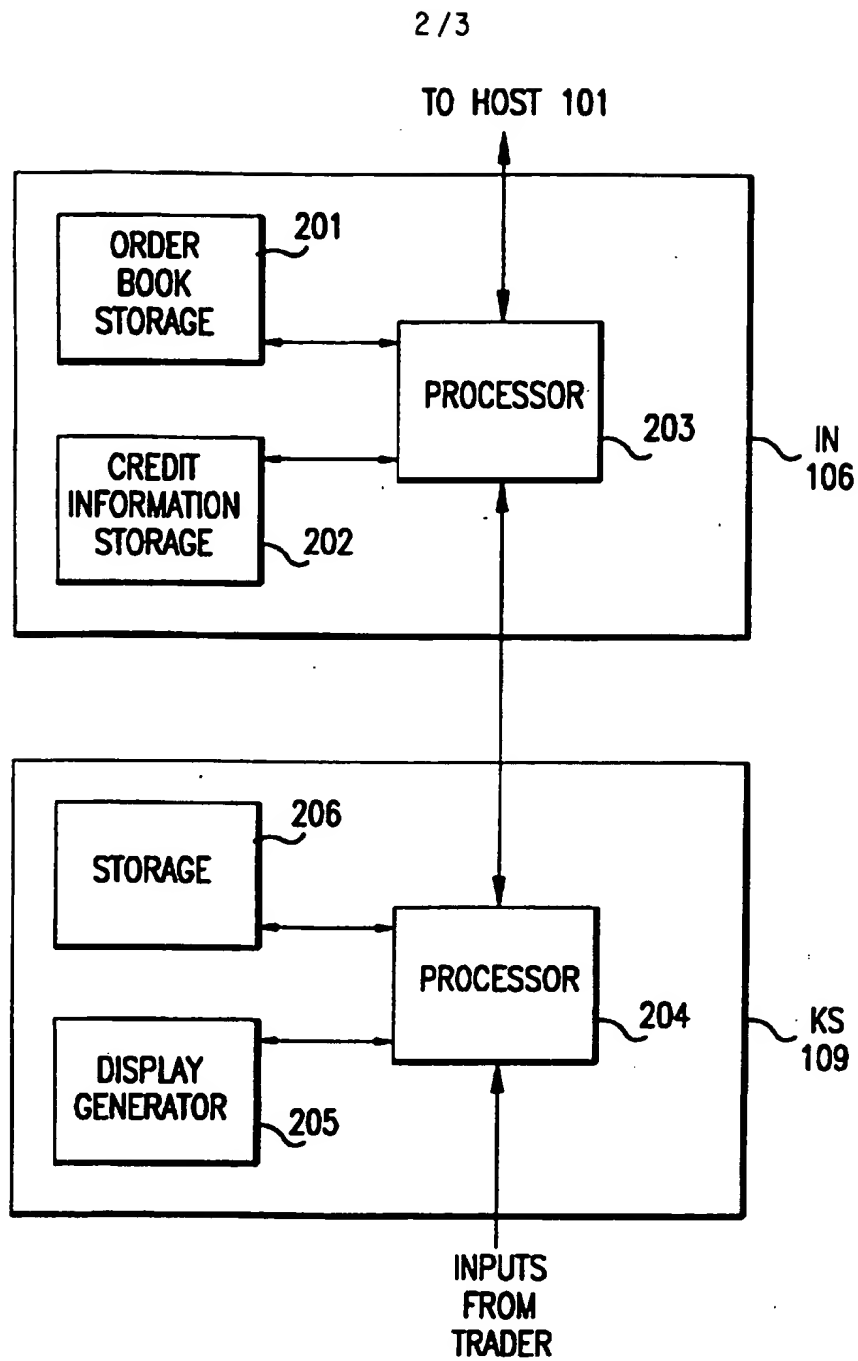 2/3
TO HOST 101
ORDER
BOOK
STORAGE
201
PROCESSOR
203
CREDIT
INFORMATION
STORAGE
202
IN
106
STORAGE
206
PROCESSOR
204
DISPLAY
GENERATOR
205
KS
109
INPUTS
FROM
TRADER